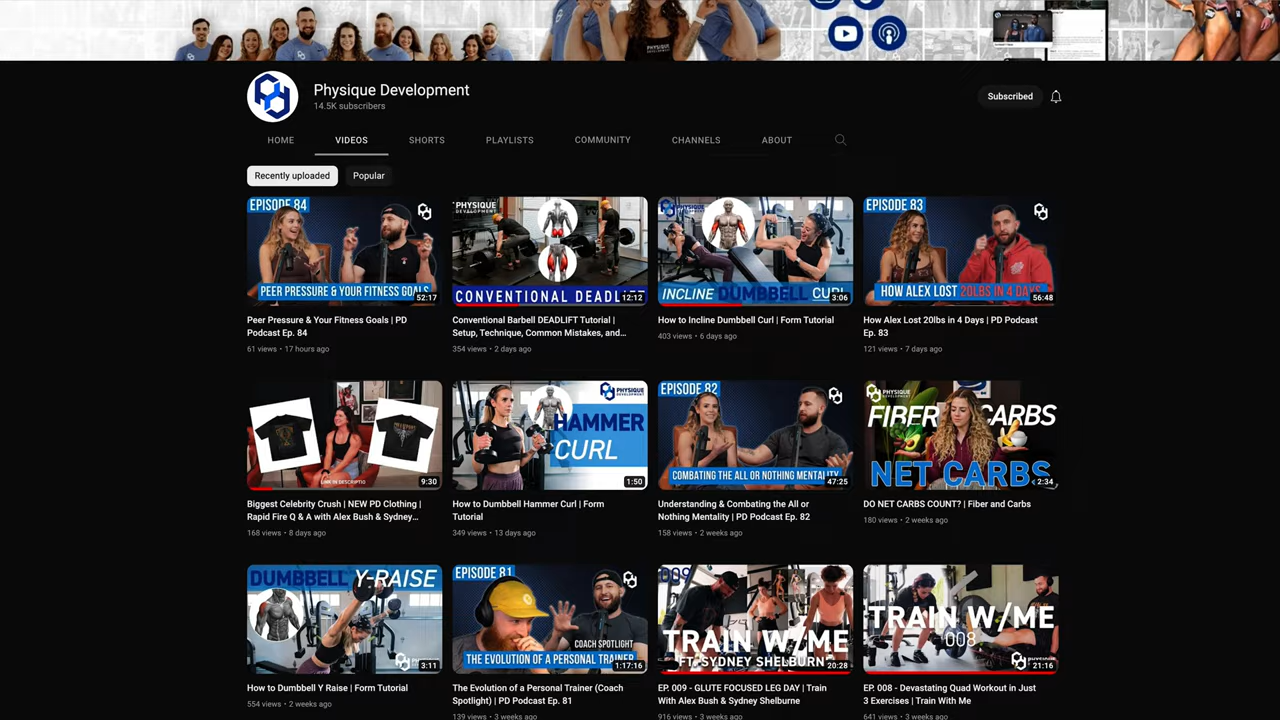 PHYSIQUE
Physique Development
14.5K subscribers
Subscribed
HOME
VIDEOS
SHORTS
PLAYLISTS
COMMUNITY
CHANNELS
ABOUT
Recently uploaded
Popular
EPISODE 84
PEER PRESSURE & YOUR FITNESS GOALS
52:17
PHYSIQUE
DEVELOPMENT
CONVENTIONAL DEADLIFT
12:12
INCLINE DUMBBELL CURL
3:06
EPISODE 83
HOW ALEX LOST 20LBS IN 4 DAYS
56:48
Peer Pressure & Your Fitness Goals | PD
Podcast Ep. 84
61 views • 17 hours ago
Conventional Barbell DEADLIFT Tutorial |
Setup, Technique, Common Mistakes, and...
354 views • 2 days ago
How to Incline Dumbbell Curl | Form Tutorial
403 views • 6 days ago
How Alex Lost 20lbs in 4 Days | PD Podcast
Ep. 83
121 views • 7 days ago
LINK IN DESCRIPTIO
9:30
PHYSIQUE
DEVELOPMENT
HAMMER
CURL
1:50
EPISODE 82
COMBATING THE ALL OR NOTHING MENTALITY
47:25
PHYSIQUE
DEVELOPMENT
FIBER CARBS
NET CARBS
2:34
Biggest Celebrity Crush | NEW PD Clothing |
Rapid Fire Q & A with Alex Bush & Sydney...
168 views • 8 days ago
How to Dumbbell Hammer Curl | Form
Tutorial
349 views • 13 days ago
Understanding & Combating the All or
Nothing Mentality | PD Podcast Ep. 82
158 views • 2 weeks ago
DO NET CARBS COUNT? | Fiber and Carbs
180 views • 2 weeks ago
DUMBBELL Y-RAISE
3:11
EPISODE 81
COACH SPOTLIGHT
THE EVOLUTION OF A PERSONAL TRAINER
1:17:16
009
TRAIN W/ME
FT. SYDNEY SHELBURN
20:28
TRAIN W/ME
008
PHYSIQUE
21:16
How to Dumbbell Y Raise | Form Tutorial
554 views • 2 weeks ago
The Evolution of a Personal Trainer (Coach
Spotlight) | PD Podcast Ep. 81
139 views • 3 weeks ago
EP. 009 - GLUTE FOCUSED LEG DAY | Train
With Alex Bush & Sydney Shelburne
916 views • 3 weeks ago
EP. 008 - Devastating Quad Workout in Just
3 Exercises | Train With Me
641 views • 3 weeks ago